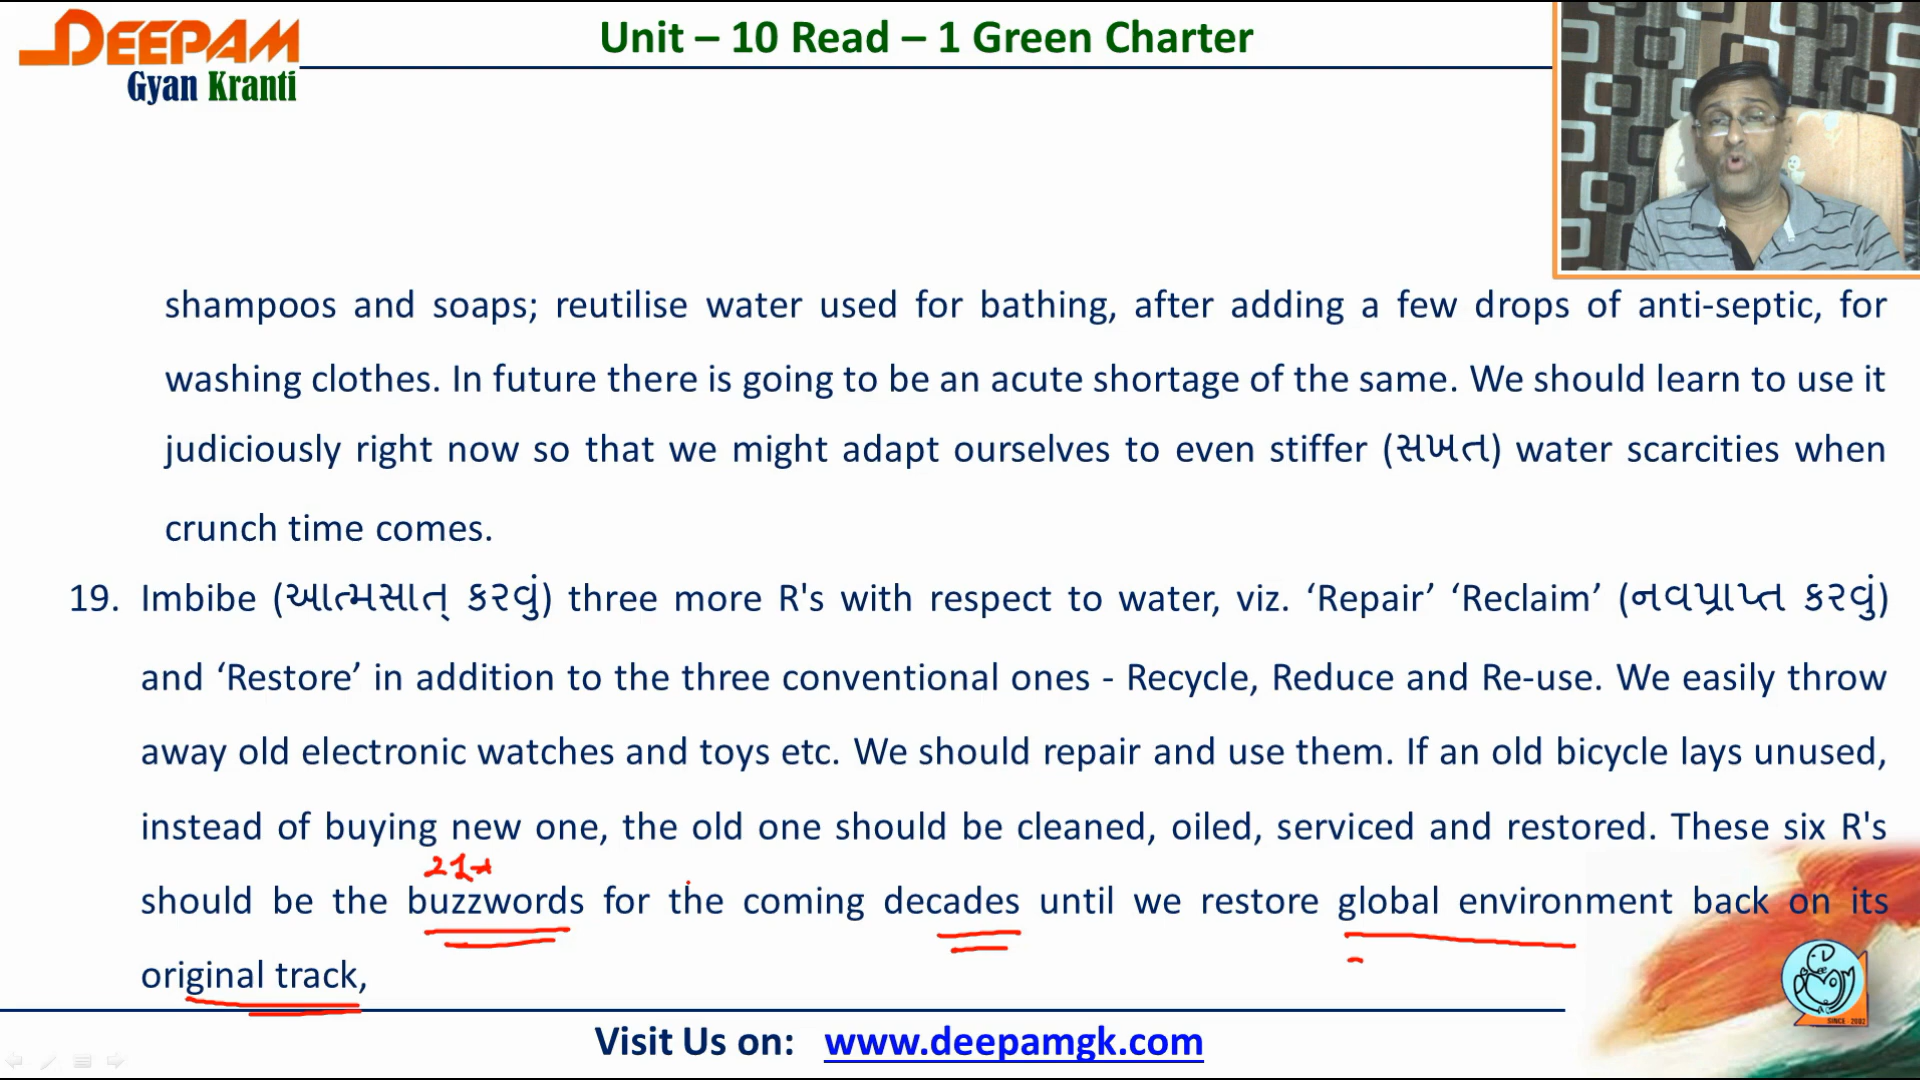 DEEPAM
Gyan Kranti
Unit – 10 Read – 1 Green Charter
shampoos and soaps; reutilise water used for bathing, after adding a few drops of anti-septic, for
washing clothes. In future there is going to be an acute shortage of the same. We should learn to use it
judiciously right now so that we might adapt ourselves to even stiffer (સખત) water scarcities when
crunch time comes.
19. Imbibe (આત્મસાત્ કરવું) three more R's with respect to water, viz. ‘Repair’ ‘Reclaim’ (નવપ્રાપ્ત કરવું)
and ‘Restore’ in addition to the three conventional ones - Recycle, Reduce and Re-use. We easily throw
away old electronic watches and toys etc. We should repair and use them. If an old bicycle lays unused,
instead of buying new one, the old one should be cleaned, oiled, serviced and restored. These six R's
should be the buzzwords for the coming decades until we restore global environment back on its
original track,
SINCE - 2002
Visit Us on: www.deepamgk.com